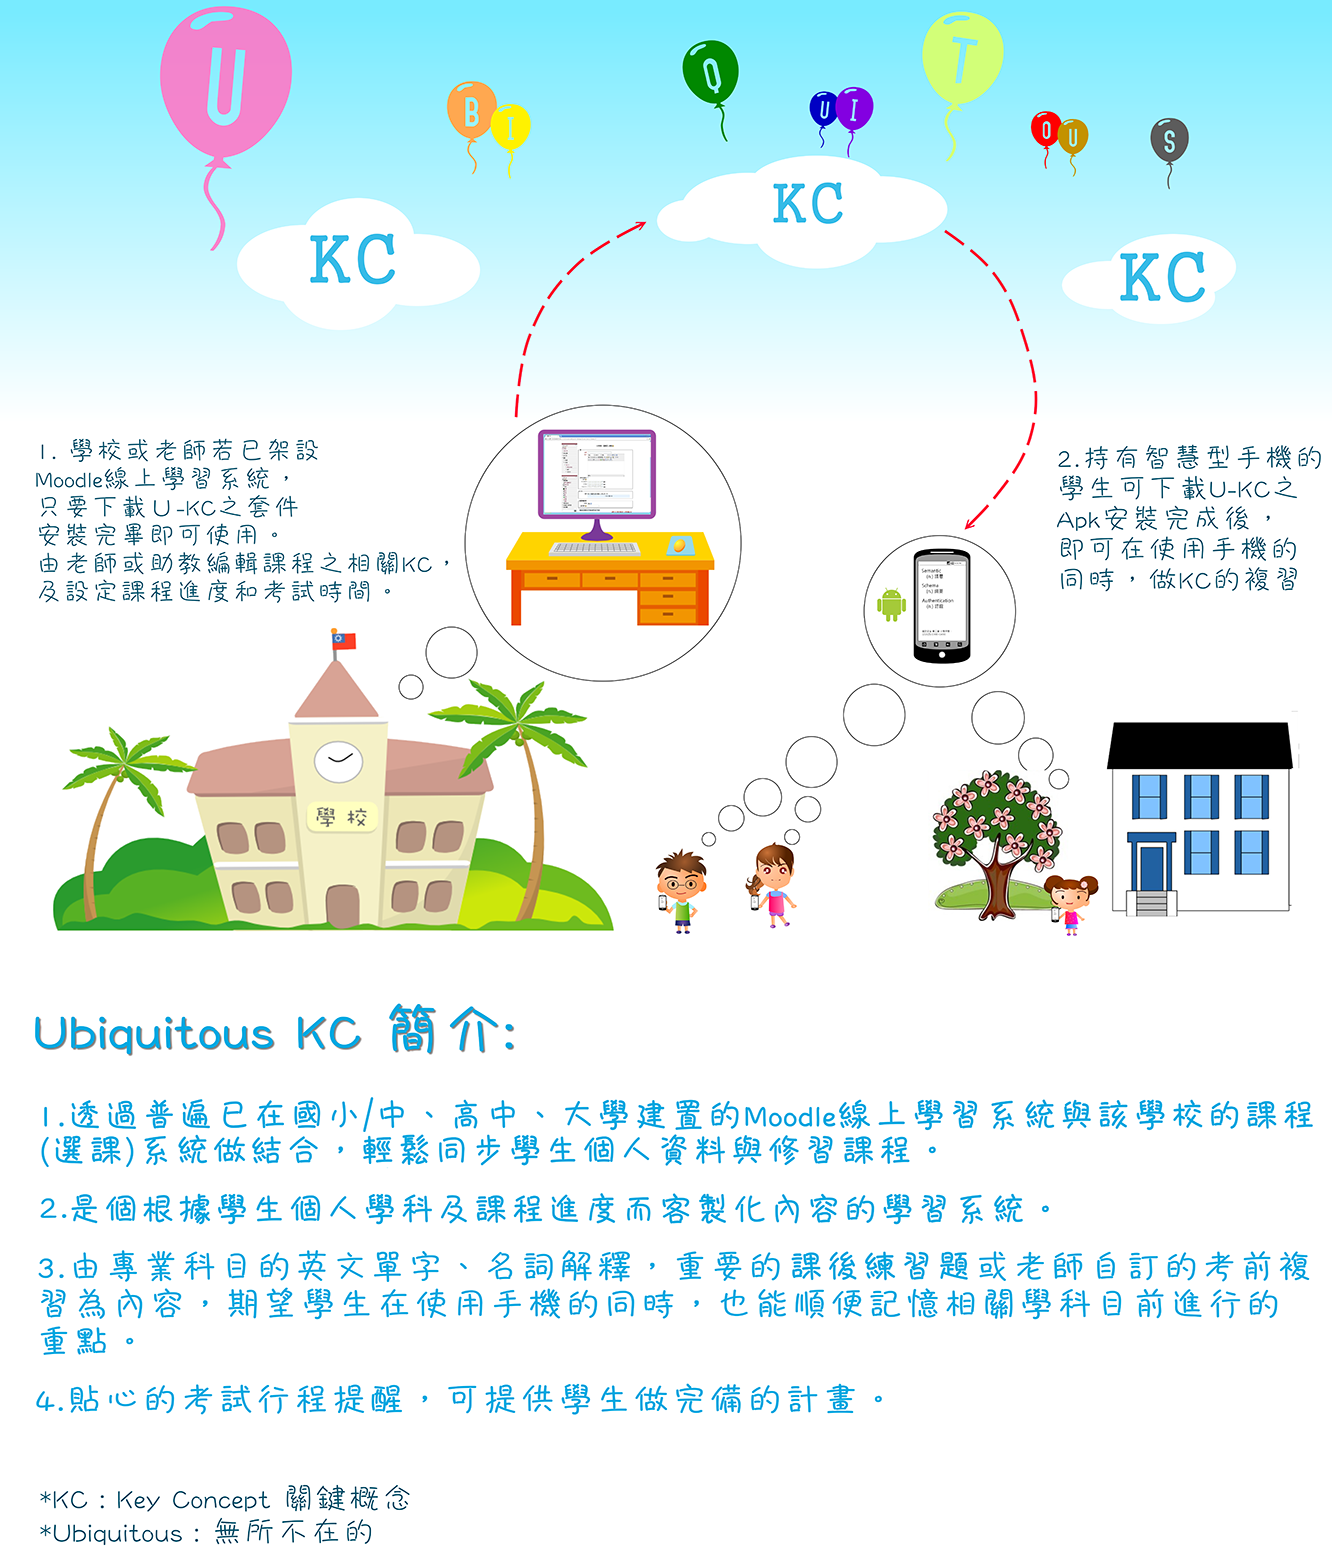 U
B
I
Q
U
I
T
O
U
S
KC
KC
KC
1. 學校或老師若已架設
Moodle線上學習系統，
只要下載U-KC之套件
安裝完畢即可使用。
由老師或助教編輯課程之相關KC，
及設定課程進度和考試時間。
2.持有智慧型手機的
學生可下載U-KC之
Apk安裝完成後，
即可在使用手機的
同時，做KC的複習
Semantic
Schema
Authentication
學校
Ubiquitous KC 簡介:
1.透過普遍已在國小/中、高中、大學建置的Moodle線上學習系統與該學校的課程
(選課)系統做結合，輕鬆同步學生個人資料與修習課程。
2.是個根據學生個人學科及課程進度而客製化內容的學習系統。
3.由專業科目的英文單字、名詞解釋，重要的課後練習題或老師自訂的考前複
習為內容，期望學生在使用手機的同時，也能順便記憶相關學科目前進行的
重點。
4.貼心的考試行程提醒，可提供學生做完備的計畫。
*KC：Key Concept 關鍵概念
*Ubiquitous：無所不在的